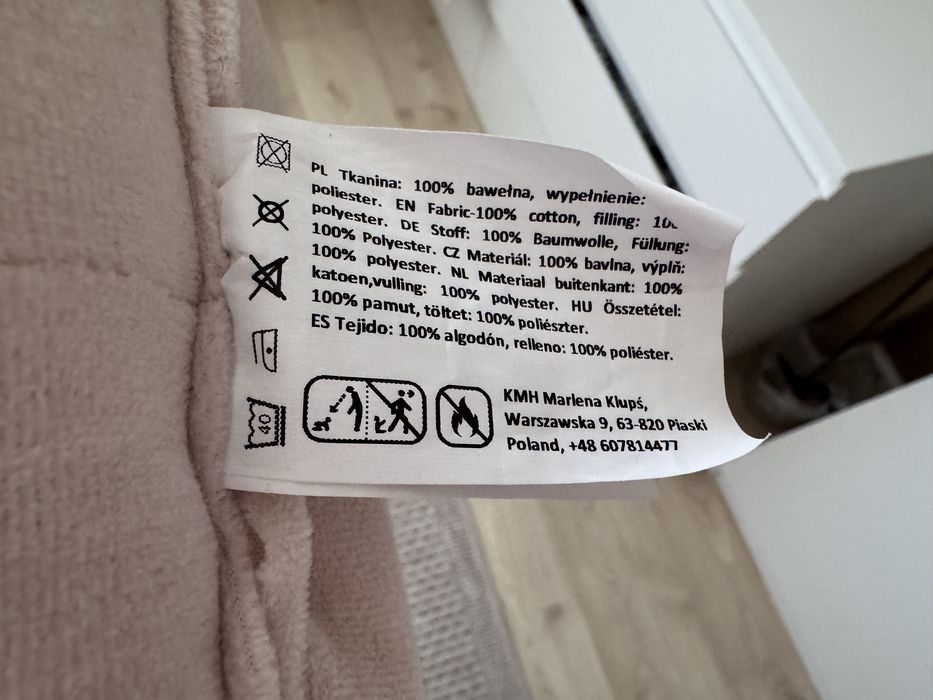 PL Tkanina: 100% bawełna, wypełnienie:
poliester. EN Fabric-100% cotton, filling:
polyester. DE Stoff: 100% Baumwolle, Füllung:
100% Polyester. CZ Materiál: 100% bavlna, výplň:
100% polyester. NL Materiaal buitenkant: 100%
katoen,vulling: 100% polyester. HU Összetétel:
100% pamut, töltet: 100% poliészter.
ES Tejido: 100% algodón, relleno: 100% poliéster.
40
KMH Marlena Klupś,
Warszawska 9, 63-820 Piaski
Poland, +48 607814477